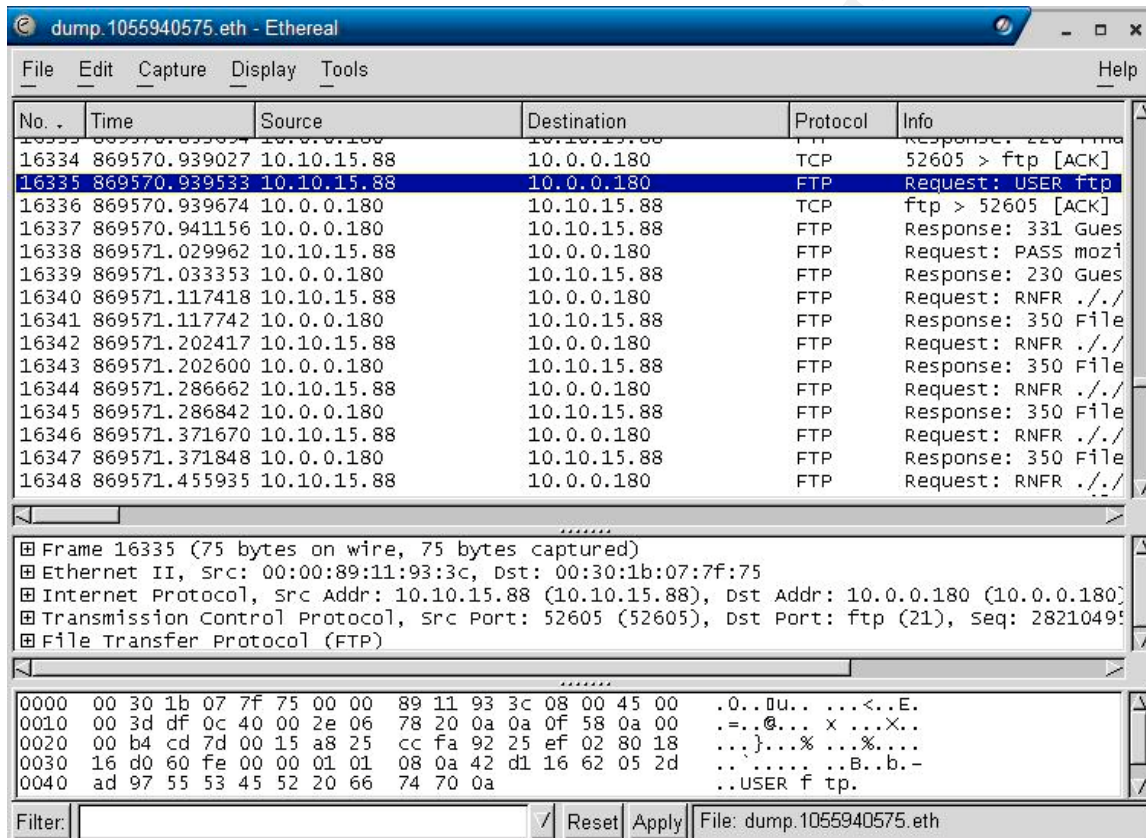 dump.1055940575.eth - Ethereal
File Edit Capture Display Tools Help
No. Time Source Destination Protocol Info
16334 869570.939027 10.10.15.88 10.0.0.180 TCP 52605 > ftp [ACK]
16335 869570.939533 10.10.15.88 10.0.0.180 FTP Request: USER ftp
16336 869570.939674 10.0.0.180 10.10.15.88 TCP ftp > 52605 [ACK]
16337 869570.941156 10.0.0.180 10.10.15.88 FTP Response: 331 Gues
16338 869571.029962 10.10.15.88 10.0.0.180 FTP Request: PASS mozi
16339 869571.033353 10.0.0.180 10.10.15.88 FTP Response: 230 Gues
16340 869571.117418 10.10.15.88 10.0.0.180 FTP Request: RNFR ././
16341 869571.117742 10.0.0.180 10.10.15.88 FTP Response: 350 File
16342 869571.202417 10.10.15.88 10.0.0.180 FTP Request: RNFR ././
16343 869571.202600 10.0.0.180 10.10.15.88 FTP Response: 350 File
16344 869571.286662 10.10.15.88 10.0.0.180 FTP Request: RNFR ././
16345 869571.286842 10.0.0.180 10.10.15.88 FTP Response: 350 File
16346 869571.371670 10.10.15.88 10.0.0.180 FTP Request: RNFR ././
16347 869571.371848 10.0.0.180 10.10.15.88 FTP Response: 350 File
16348 869571.455935 10.10.15.88 10.0.0.180 FTP Request: RNFR ././
Frame 16335 (75 bytes on wire, 75 bytes captured)
Ethernet II, Src: 00:00:89:11:93:3c, Dst: 00:30:1b:07:7f:75
Internet Protocol, Src Addr: 10.10.15.88 (10.10.15.88), Dst Addr: 10.0.0.180 (10.0.0.180)
Transmission Control Protocol, Src Port: 52605 (52605), Dst Port: ftp (21), Seq: 28210495
File Transfer Protocol (FTP)
0000 00 30 1b 07 7f 75 00 00 89 11 93 3c 08 00 45 00 .0..u.. ...<..E.
0010 00 3d df 0c 40 00 2e 06 78 20 0a 0a 0f 58 0a 00 .=..@... x ...X..
0020 00 b4 cd 7d 00 15 a8 25 cc fa 92 25 ef 02 80 18 ...}...% ...%....
0030 16 d0 60 fe 00 00 01 01 08 0a 42 d1 16 62 05 2d ..`..... ..B..b.-
0040 ad 97 55 53 45 52 20 66 74 70 0a ..USER f tp.
Filter: Reset Apply File: dump.1055940575.eth